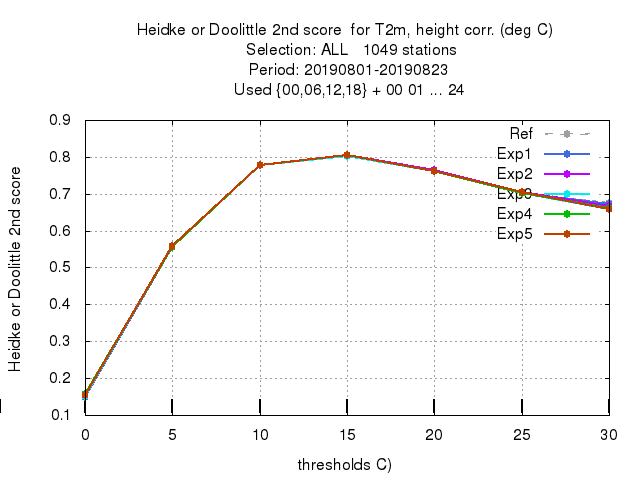 Heidke or Doolittle 2nd score  for T2m, height corr. (deg C)
Selection: ALL   1049 stations
Period: 20190801-20190823
Used {00,06,12,18} + 00 01 ... 24
Heidke or Doolittle 2nd score
0.9
0.8
0.7
0.6
0.5
0.4
0.3
0.2
0.1
Ref
Exp1
Exp2
Exp3
Exp4
Exp5
0 5 10 15 20 25 30
thresholds C)